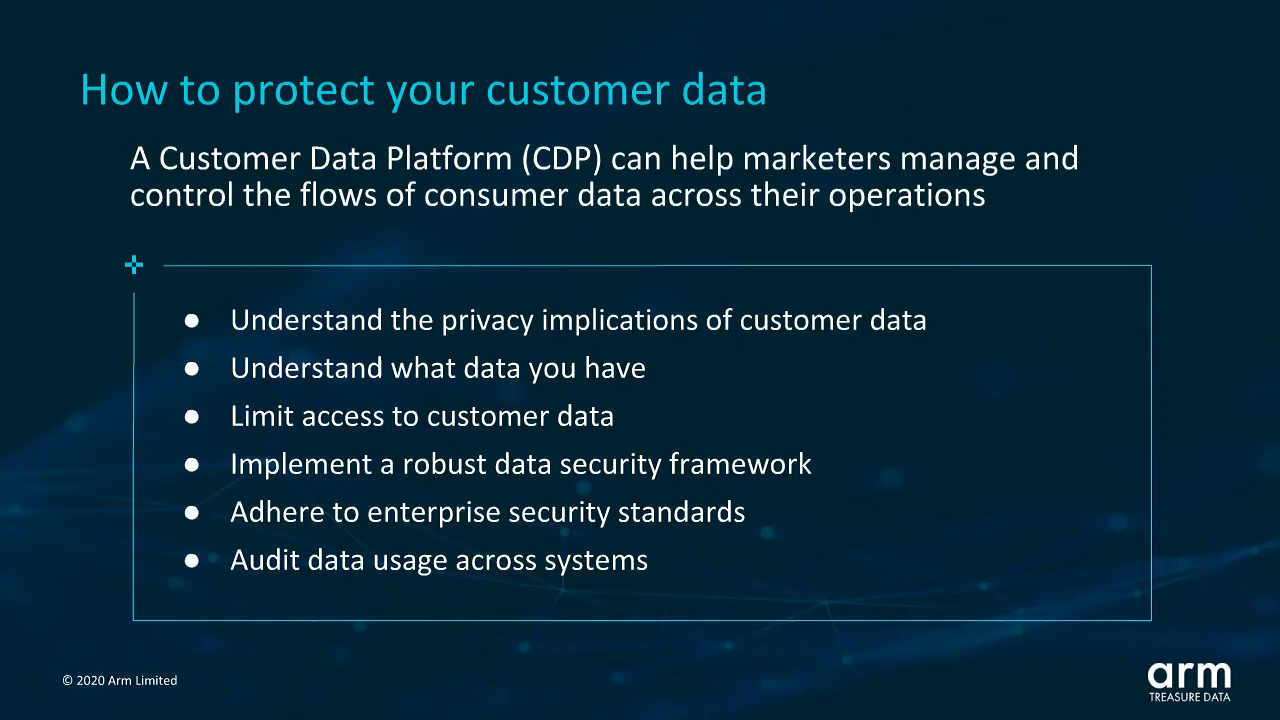 How to protect your customer data
A Customer Data Platform (CDP) can help marketers manage and
control the flows of consumer data across their operations
● Understand the privacy implications of customer data
● Understand what data you have
● Limit access to customer data
● Implement a robust data security framework
● Adhere to enterprise security standards
● Audit data usage across systems
© 2020 Arm Limited
arm
TREASURE DATA